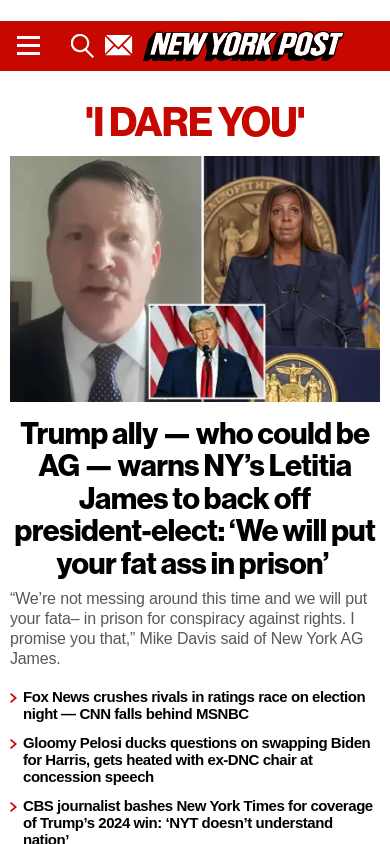 NEW YORK POST
'I DARE YOU'
Trump ally — who could be
AG — warns NY’s Letitia
James to back off
president-elect: ‘We will put
your fat ass in prison’
“We’re not messing around this time and we will put
your fata– in prison for conspiracy against rights. I
promise you that,” Mike Davis said of New York AG
James.
Fox News crushes rivals in ratings race on election
night — CNN falls behind MSNBC
Gloomy Pelosi ducks questions on swapping Biden
for Harris, gets heated with ex-DNC chair at
concession speech
CBS journalist bashes New York Times for coverage
of Trump’s 2024 win: ‘NYT doesn’t understand
nation’